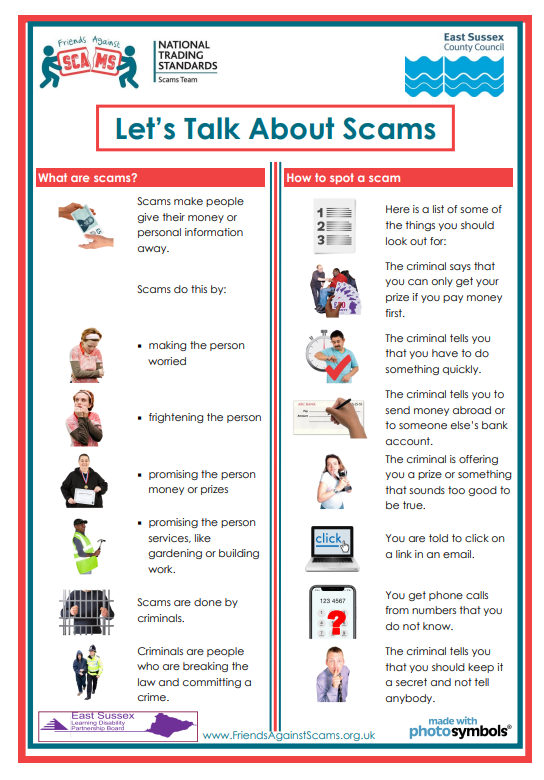 Friends Against
SCAMS
NATIONAL
TRADING
STANDARDS
Scams Team
East Sussex
County Council
Let's Talk About Scams
What are scams?
Scams make people
give their money or
personal information
away.
Scams do this by:
▪ making the person
worried
▪ frightening the person
▪ promising the person
money or prizes
▪ promising the person
services, like
gardening or building
work.
Scams are done by
criminals.
Criminals are people
who are breaking the
law and committing a
crime.
How to spot a scam
1
2
3
Here is a list of some of
the things you should
look out for:
The criminal says that
you can only get your
prize if you pay money
first.
The criminal tells you
that you have to do
something quickly.
The criminal tells you to
send money abroad or
to someone else's bank
account.
The criminal is offering
you a prize or something
that sounds too good to
be true.
click
You are told to click on
a link in an email.
123 4567
?
You get phone calls
from numbers that you
do not know.
The criminal tells you
that you should keep it
a secret and not tell
anybody.
East Sussex
Learning Disability
Partnership Board
www.FriendsAgainstScams.org.uk
made with
photosymbols®